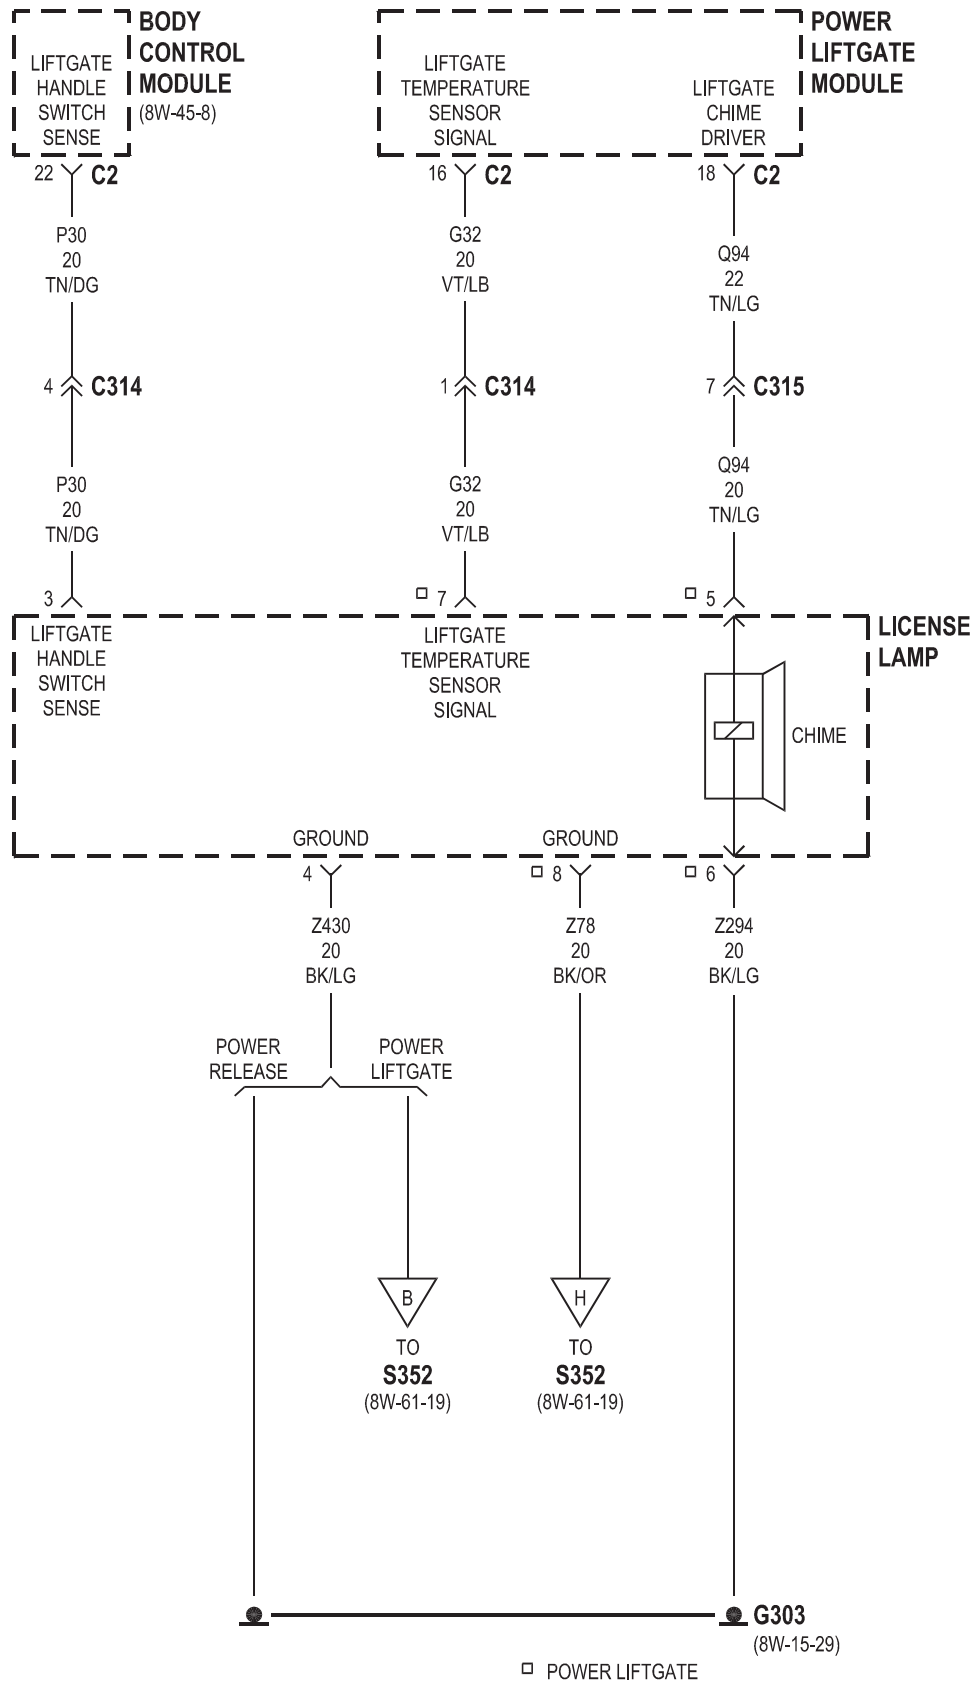 BODY
CONTROL
MODULE
(8W-45-8)
LIFTGATE
HANDLE
SWITCH
SENSE
POWER
LIFTGATE
MODULE
LIFTGATE
TEMPERATURE
SENSOR
SIGNAL
LIFTGATE
CHIME
DRIVER
22 C2
16 C2
18 C2
P30
20
TN/DG
G32
20
VT/LB
Q94
22
TN/LG
4 C314
1 C314
7 C315
P30
20
TN/DG
G32
20
VT/LB
Q94
20
TN/LG
3
7
5
LICENSE
LAMP
LIFTGATE
HANDLE
SWITCH
SENSE
LIFTGATE
TEMPERATURE
SENSOR
SIGNAL
CHIME
GROUND
GROUND
4
8
6
Z430
20
BK/LG
Z78
20
BK/OR
Z294
20
BK/LG
POWER
RELEASE
POWER
LIFTGATE
B
TO
S352
(8W-61-19)
H
TO
S352
(8W-61-19)
G303
(8W-15-29)
POWER LIFTGATE